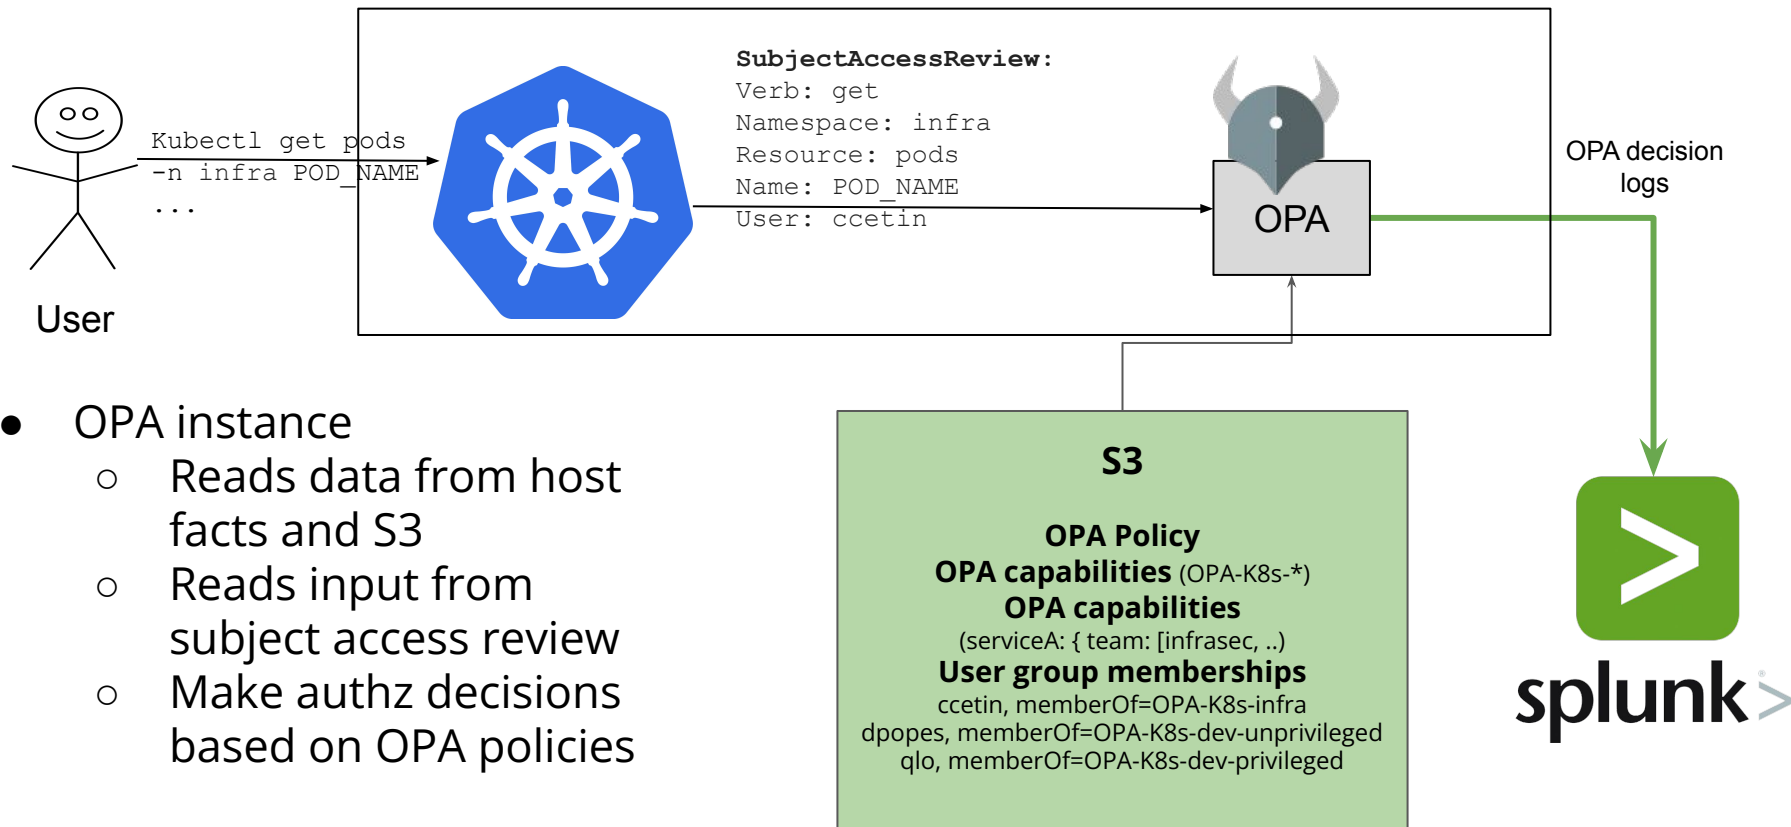 Kubectl get pods
-n infra POD_NAME
...
User
SubjectAccessReview:
Verb: get
Namespace: infra
Resource: pods
Name: POD_NAME
User: ccetin
OPA
OPA decision
logs
● OPA instance
○ Reads data from host
facts and S3
○ Reads input from
subject access review
○ Make authz decisions
based on OPA policies
S3
OPA Policy
OPA capabilities (OPA-K8s-*)
OPA capabilities
(serviceA: { team: [infrasec, ..)
User group memberships
ccetin, memberOf=OPA-K8s-infra
dpopes, memberOf=OPA-K8s-dev-unprivileged
qlo, memberOf=OPA-K8s-dev-privileged
>
splunk>®